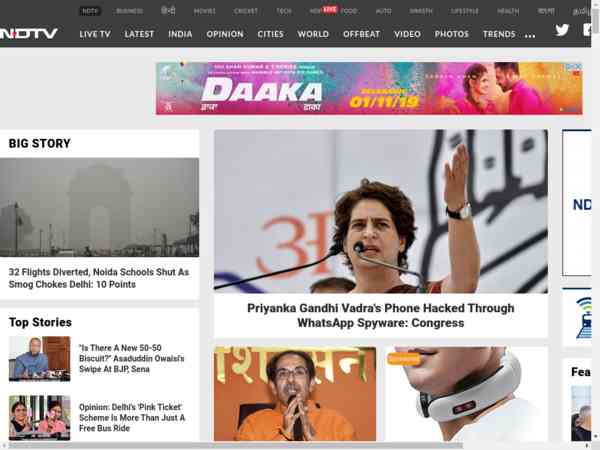 NDTV BUSINESS हिन्दी MOVIES CRICKET TECH HOP LIVE FOOD AUTO SWASTH LIFESTYLE HEALTH বাংলা
NDTV
LIVE TV LATEST INDIA OPINION CITIES WORLD OFFBEAT VIDEO PHOTOS TRENDS ...
DAAKA
ਡਾਕਾ
ڈاکا
RELEASING
01/11/19
BIG STORY
32 Flights Diverted, Noida Schools Shut As
Smog Chokes Delhi: 10 Points
Priyanka Gandhi Vadra's Phone Hacked Through
WhatsApp Spyware: Congress
Top Stories
"Is There A New 50-50
Biscuit?" Asaduddin Owaisi's
Swipe At BJP, Sena
Opinion: Delhi's 'Pink Ticket'
Scheme Is More Than Just A
Free Bus Ride
Sponsored
ND
Fea